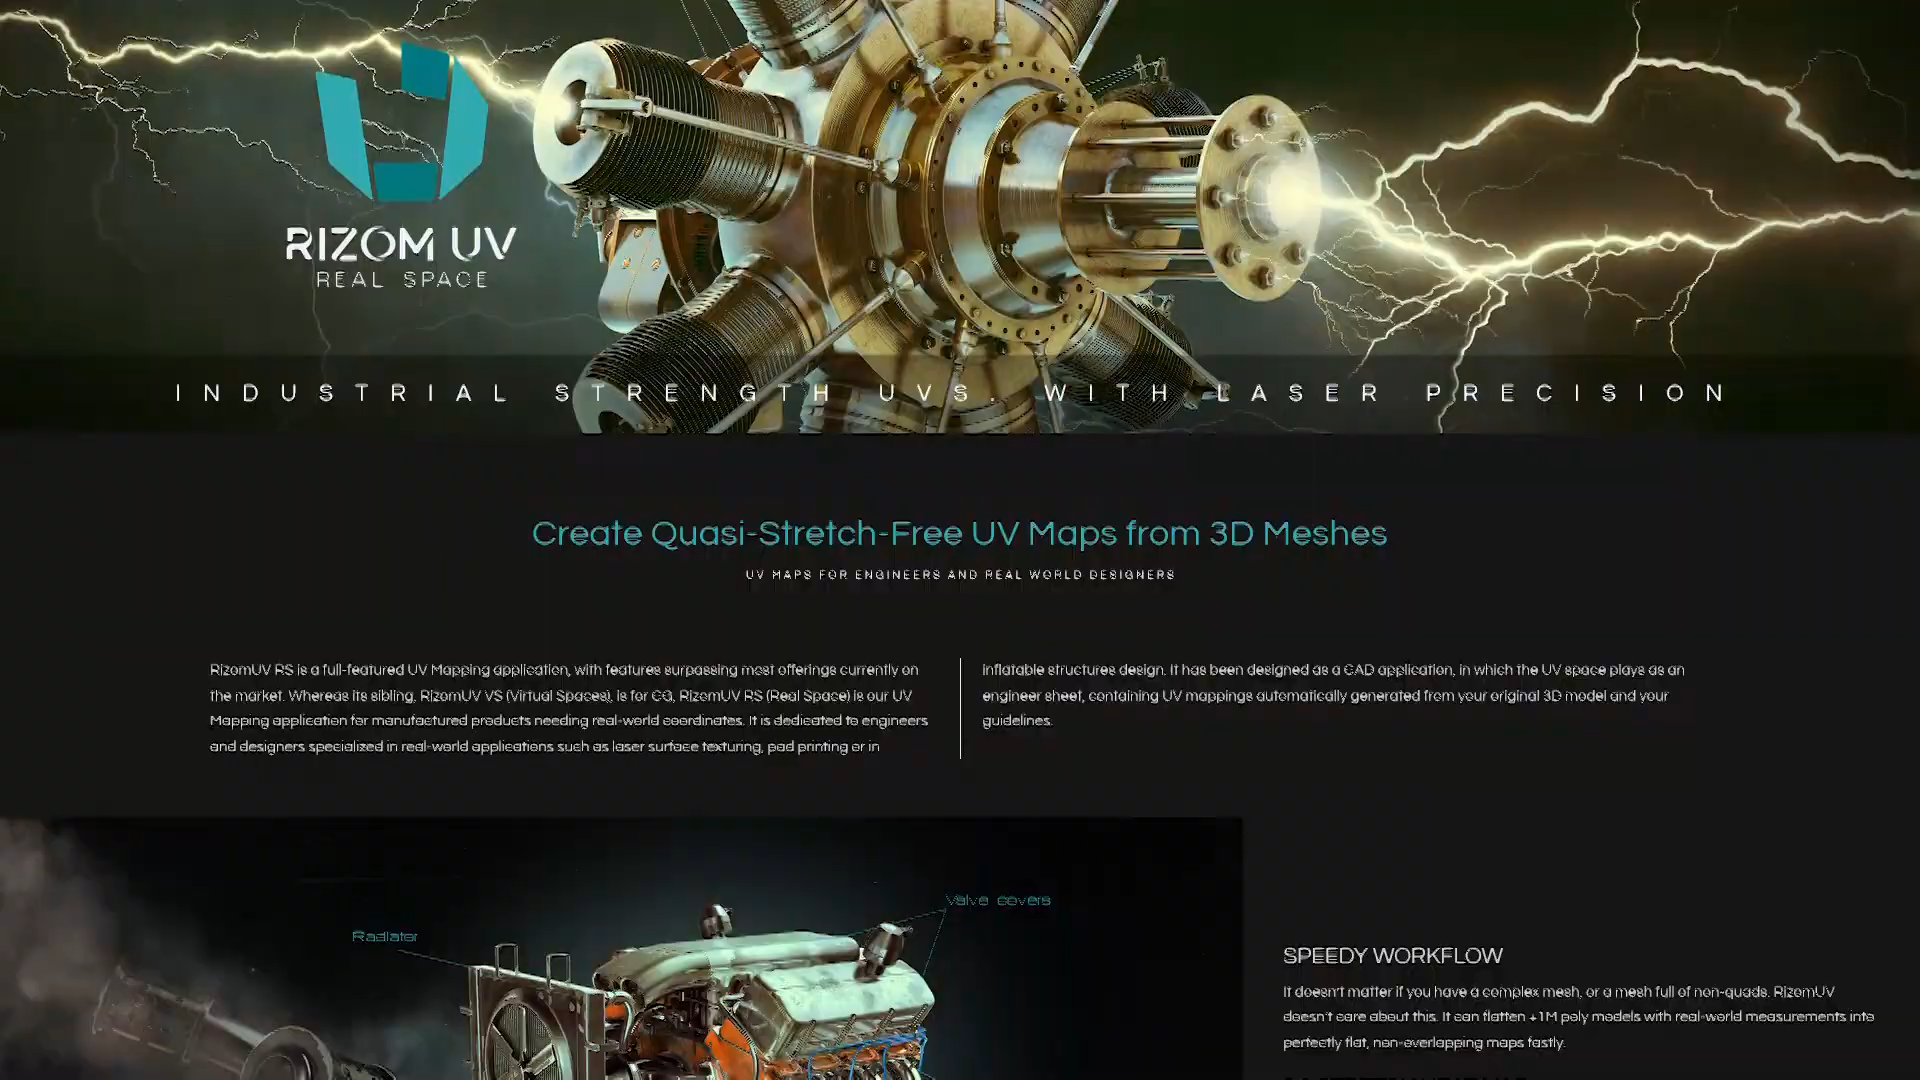 RIZOM UV
REAL SPACE
INDUSTRIAL STRENGTH UVS. WITH LASER PRECISION
Create Quasi-Stretch-Free UV Maps from 3D Meshes
UV MAPS FOR ENGINEERS AND REAL WORLD DESIGNERS
RizomUV RS is a full-featured UV Mapping application, with features surpassing most offerings currently on
the market. Whereas its sibling, RizomUV VS (Virtual Spaces), is for CG, RizomUV RS (Real Space) is our UV
Mapping application for manufactured products needing real-world coordinates. It is dedicated to engineers
and designers specialized in real-world applications such as laser surface texturing, pad printing or in
inflatable structures design. It has been designed as a CAD application, in which the UV space plays as an
engineer sheet, containing UV mappings automatically generated from your original 3D model and your
guidelines.
Radiator
Valve covers
SPEEDY WORKFLOW
It doesn't matter if you have a complex mesh, or a mesh full of non-quads. RizomUV
doesn't care about this. It can flatten +1M poly models with real-world measurements into
perfectly flat, non-overlapping maps fastly.